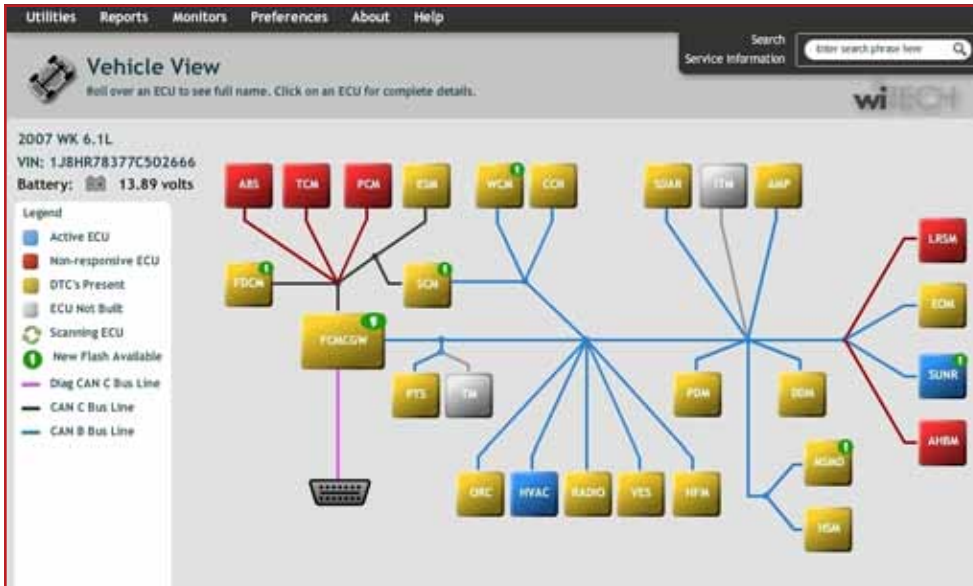 Utilities Reports Monitors Preferences About Help
Search
Service Information
Enter search phrase here
Vehicle View
Roll over an ECU to see full name. Click on an ECU for complete details.
wiTECH
2007 WK 6.1L
VIN: 1J8HR78377C502666
Battery: 13.89 volts
Legend
Active ECU
Non-responsive ECU
DTC's Present
ECU Not Built
Scanning ECU
New Flash Available
Diag CAN C Bus Line
CAN C Bus Line
CAN B Bus Line
ABS TCM PCM ESM WCM CCN SDAR ITM AMP
LRSM
FDCM SCM
EOM
FCMCGW
SUNR
PTS TM PDM DDM
AHBM
MSMD
ORC HVAC RADIO VES HFM
HSM